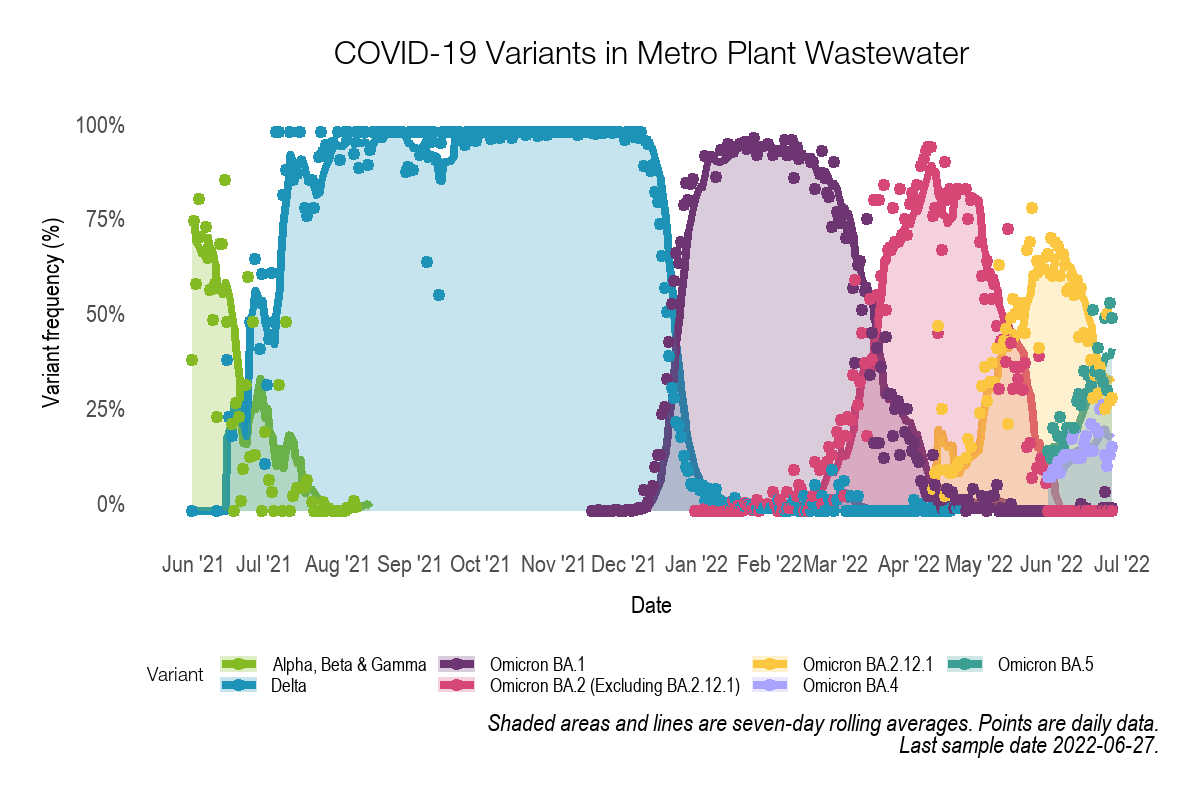 COVID-19 Variants in Metro Plant Wastewater
Variant frequency (%)
100%
75%
50%
25%
0%
Jun '21 Jul '21 Aug '21 Sep '21 Oct '21 Nov '21 Dec '21 Jan '22 Feb '22 Mar '22 Apr '22 May '22 Jun '22 Jul '22
Date
Variant
Alpha, Beta & Gamma Omicron BA.1 Omicron BA.2.12.1 Omicron BA.5
Delta Omicron BA.2 (Excluding BA.2.12.1) Omicron BA.4
Shaded areas and lines are seven-day rolling averages. Points are daily data.
Last sample date 2022-06-27.